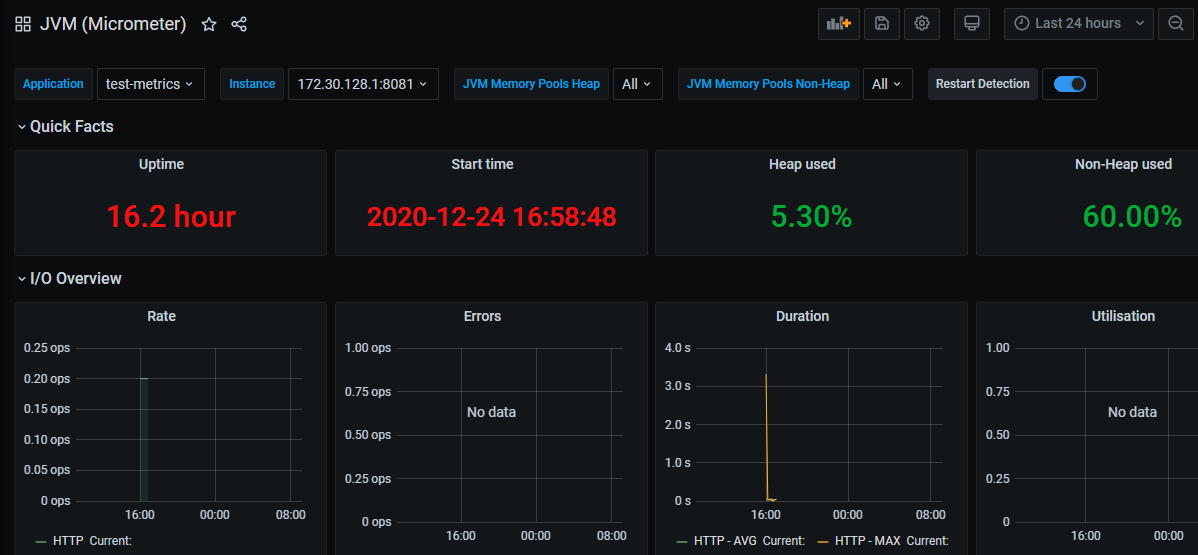 JVM (Micrometer)
Last 24 hours
Application test-metrics Instance 172.30.128.1:8081 JVM Memory Pools Heap All JVM Memory Pools Non-Heap All Restart Detection
Quick Facts
Uptime Start time Heap used Non-Heap used
16.2 hour 2020-12-24 16:58:48 5.30% 60.00%
I/O Overview
Rate
0.25 ops
0.20 ops
0.15 ops
0.10 ops
0.05 ops
0 ops
16:00 00:00 08:00
HTTP Current:
Errors
1.00 ops
0.75 ops
0.50 ops
0.25 ops
0 ops
No data
16:00 00:00 08:00
Duration
4.0 s
3.0 s
2.0 s
1.0 s
0 s
16:00 00:00 08:00
HTTP - AVG Current: HTTP - MAX Current:
Utilisation
1.00
0.75
0.50
0.25
0
No data
16:00 00:00